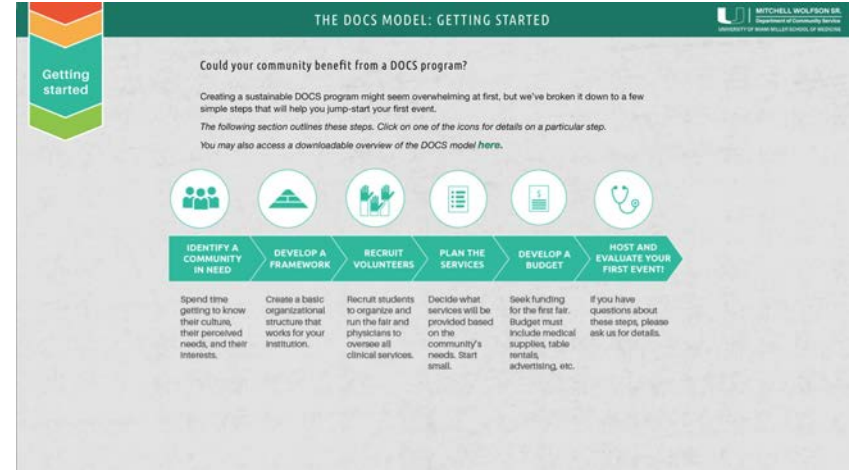 THE DOCS MODEL: GETTING STARTED
MITCHELL WOLFSON SR.
Department of Community Service
UNIVERSITY OF MIAMI MILLER SCHOOL OF MEDICINE
Getting
started
Could your community benefit from a DOCS program?
Creating a sustainable DOCS program might seem overwhelming at first, but we've broken it down to a few
simple steps that will help you jump-start your first event.
The following section outlines these steps. Click on one of the icons for details on a particular step.
You may also access a downloadable overview of the DOCS model here.
$
IDENTIFY A
COMMUNITY
IN NEED
DEVELOP A
FRAMEWORK
RECRUIT
VOLUNTEERS
PLAN THE
SERVICES
DEVELOP A
BUDGET
HOST AND
EVALUATE YOUR
FIRST EVENT!
Spend time
getting to know
their culture,
their perceived
needs, and their
interests.
Create a basic
organizational
structure that
works for your
institution.
Recruit students
to organize and
run the fair and
physicians to
oversee all
clinical services.
Decide what
services will be
provided based
on the
community's
needs. Start
small.
Seek funding
for the first fair.
Budget must
include medical
supplies, table
rentals,
advertising, etc.
If you have
questions about
these steps, please
ask us for details.